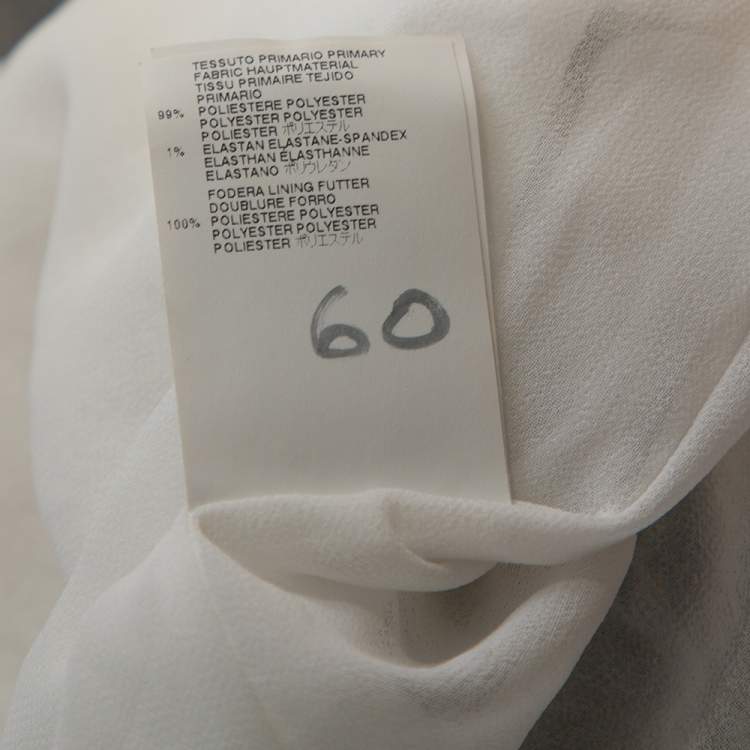 TESSUTO PRIMARIO PRIMARY
FABRIC HAUPTMATERIAL
TISSU PRIMAIRE TEJIDO
PRIMARIO
99% POLIESTERE POLYESTER
POLYESTER POLYESTER
POLIESTER ポリエステル
1% ELASTAN ELASTANE-SPANDEX
ELASTHAN ÉLASTHANNE
ELASTANO ポリウレタン
FODERA LINING FUTTER
DOUBLURE FORRO
100% POLIESTERE POLYESTER
POLYESTER POLYESTER
POLIESTER ポリエステル
60